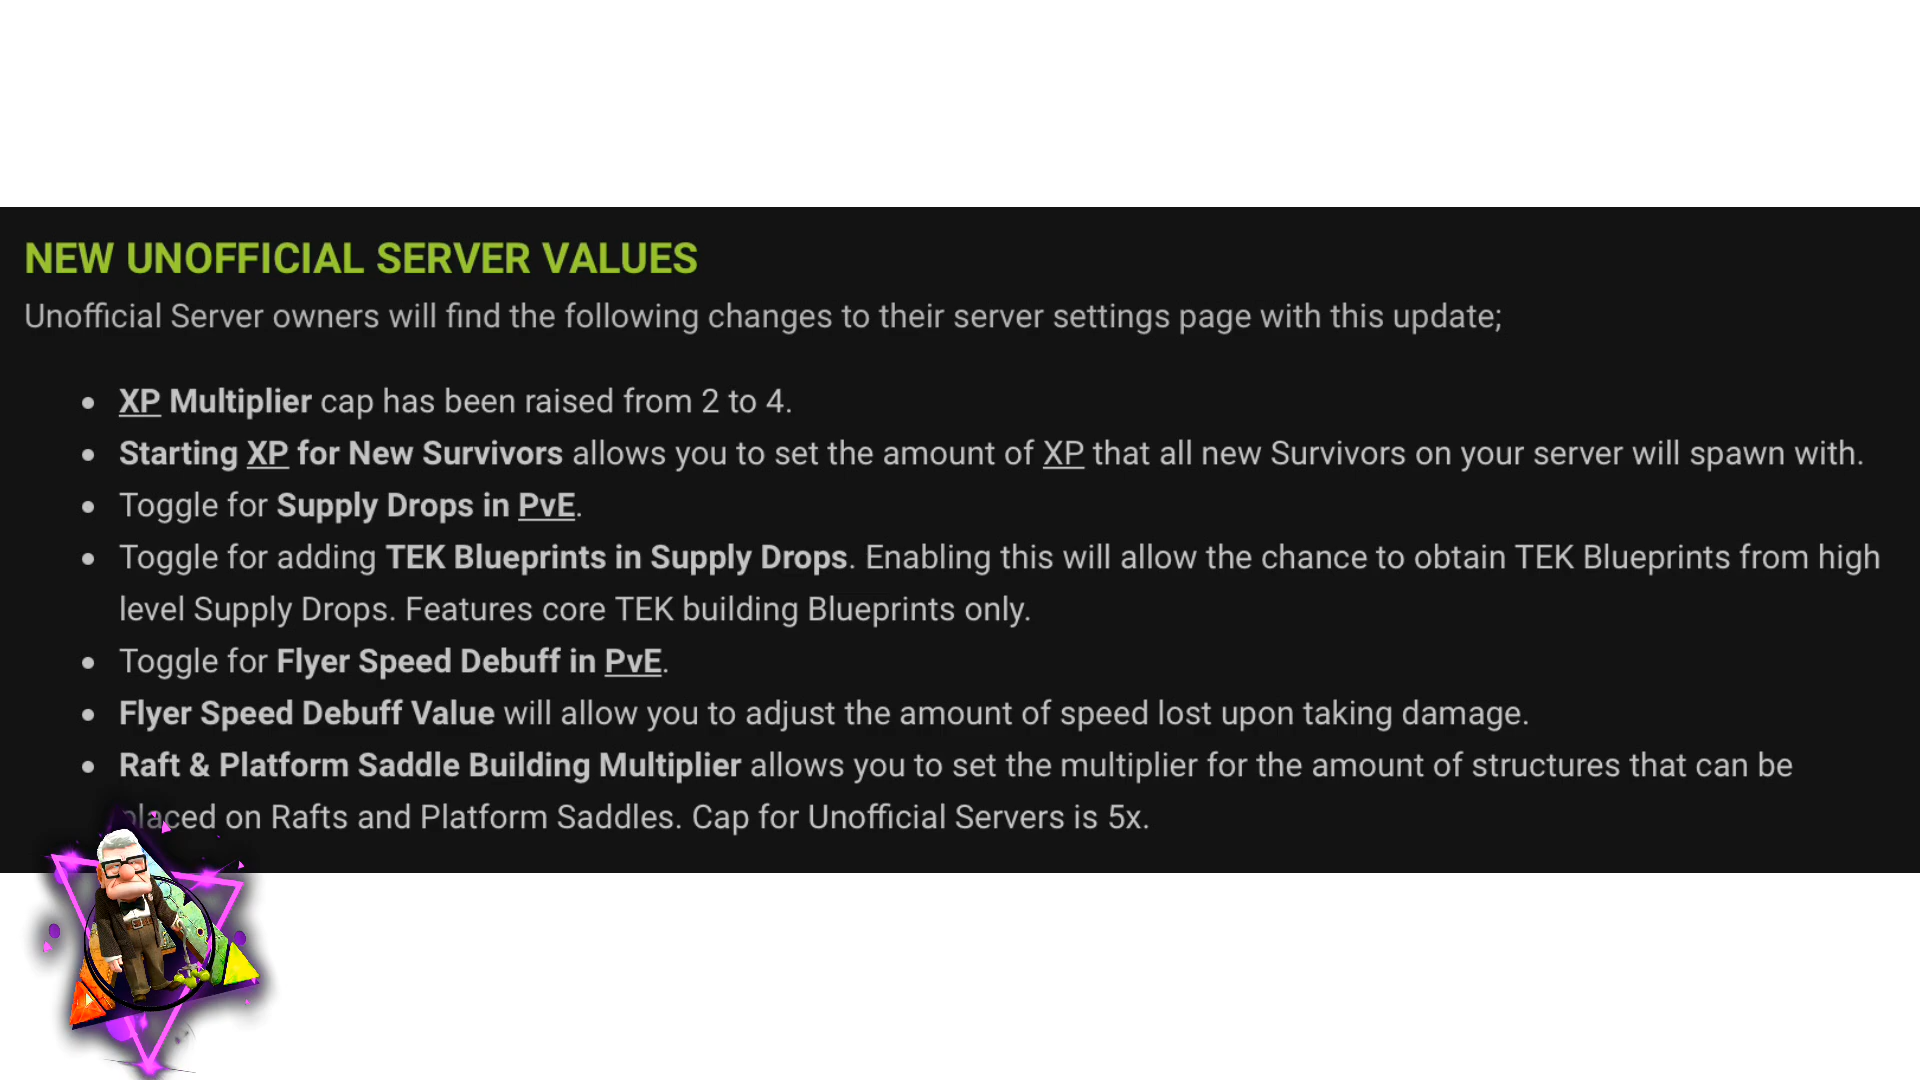 NEW UNOFFICIAL SERVER VALUES
Unofficial Server owners will find the following changes to their server settings page with this update;
XP Multiplier cap has been raised from 2 to 4.
Starting XP for New Survivors allows you to set the amount of XP that all new Survivors on your server will spawn with.
Toggle for Supply Drops in PvE.
Toggle for adding TEK Blueprints in Supply Drops. Enabling this will allow the chance to obtain TEK Blueprints from high
level Supply Drops. Features core TEK building Blueprints only.
Toggle for Flyer Speed Debuff in PvE.
Flyer Speed Debuff Value will allow you to adjust the amount of speed lost upon taking damage.
Raft & Platform Saddle Building Multiplier allows you to set the multiplier for the amount of structures that can be
placed on Rafts and Platform Saddles. Cap for Unofficial Servers is 5x.